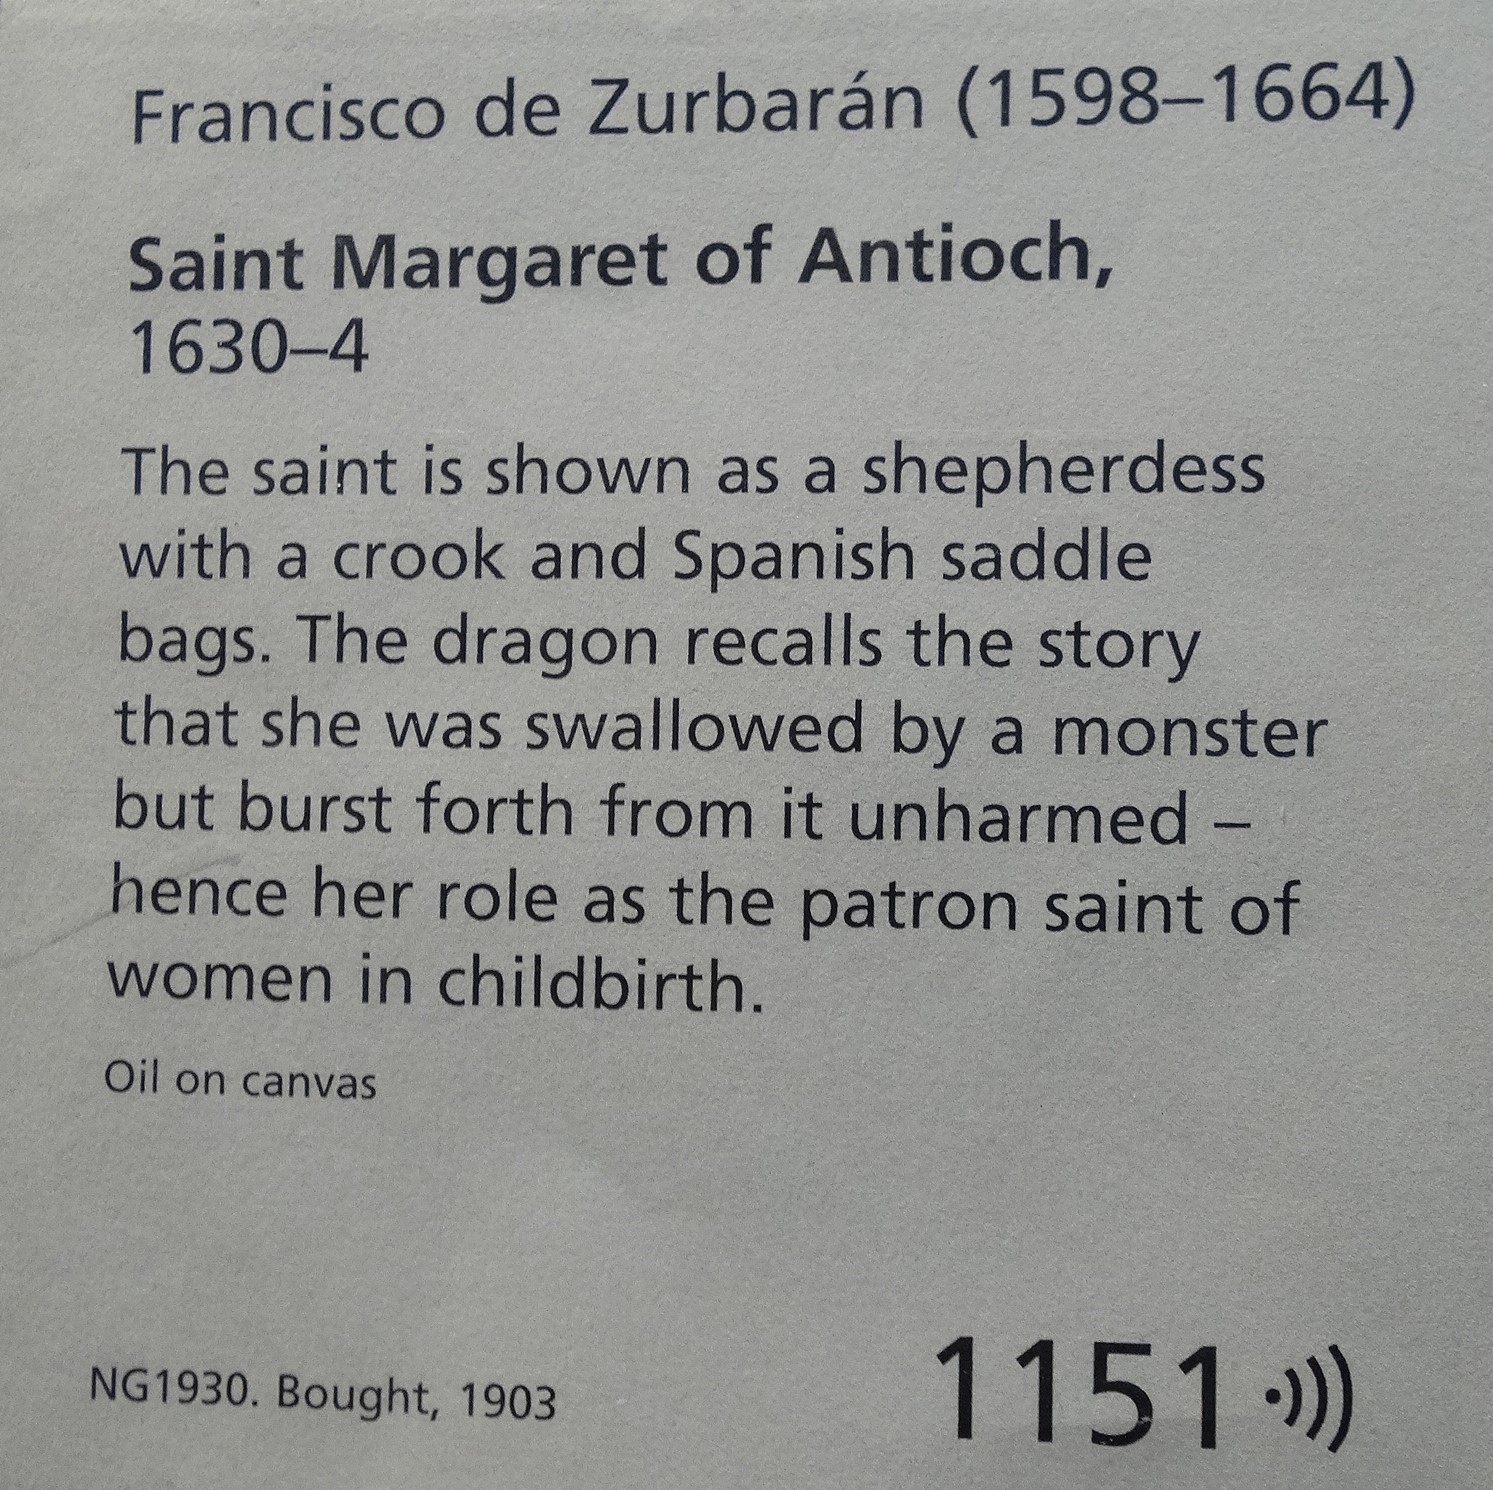 Francisco de Zurbarán (1598–1664)
Saint Margaret of Antioch,
1630–4
The saint is shown as a shepherdess
with a crook and Spanish saddle
bags. The dragon recalls the story
that she was swallowed by a monster
but burst forth from it unharmed –
hence her role as the patron saint of
women in childbirth.
Oil on canvas
NG1930. Bought, 1903
1151